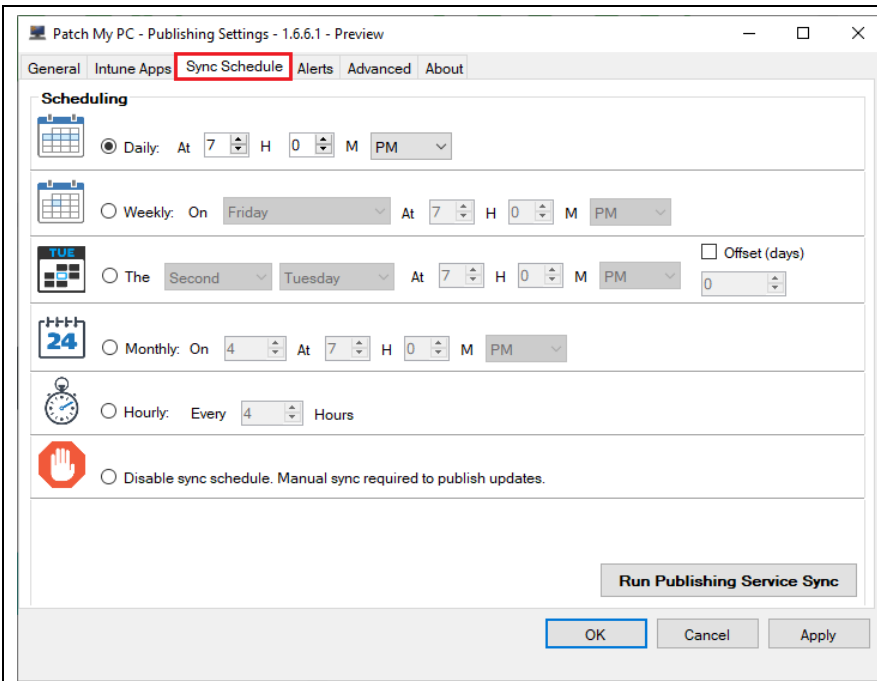 Patch My PC - Publishing Settings - 1.6.6.1 - Preview
General Intune Apps Sync Schedule Alerts Advanced About
Scheduling
Daily: At 7 H 0 M PM
Weekly: On Friday At 7 H 0 M PM
TUE
Offset (days)
The Second Tuesday At 7 H 0 M PM 0
24
Monthly: On 4 At 7 H 0 M PM
Hourly: Every 4 Hours
Disable sync schedule. Manual sync required to publish updates.
Run Publishing Service Sync
OK Cancel Apply